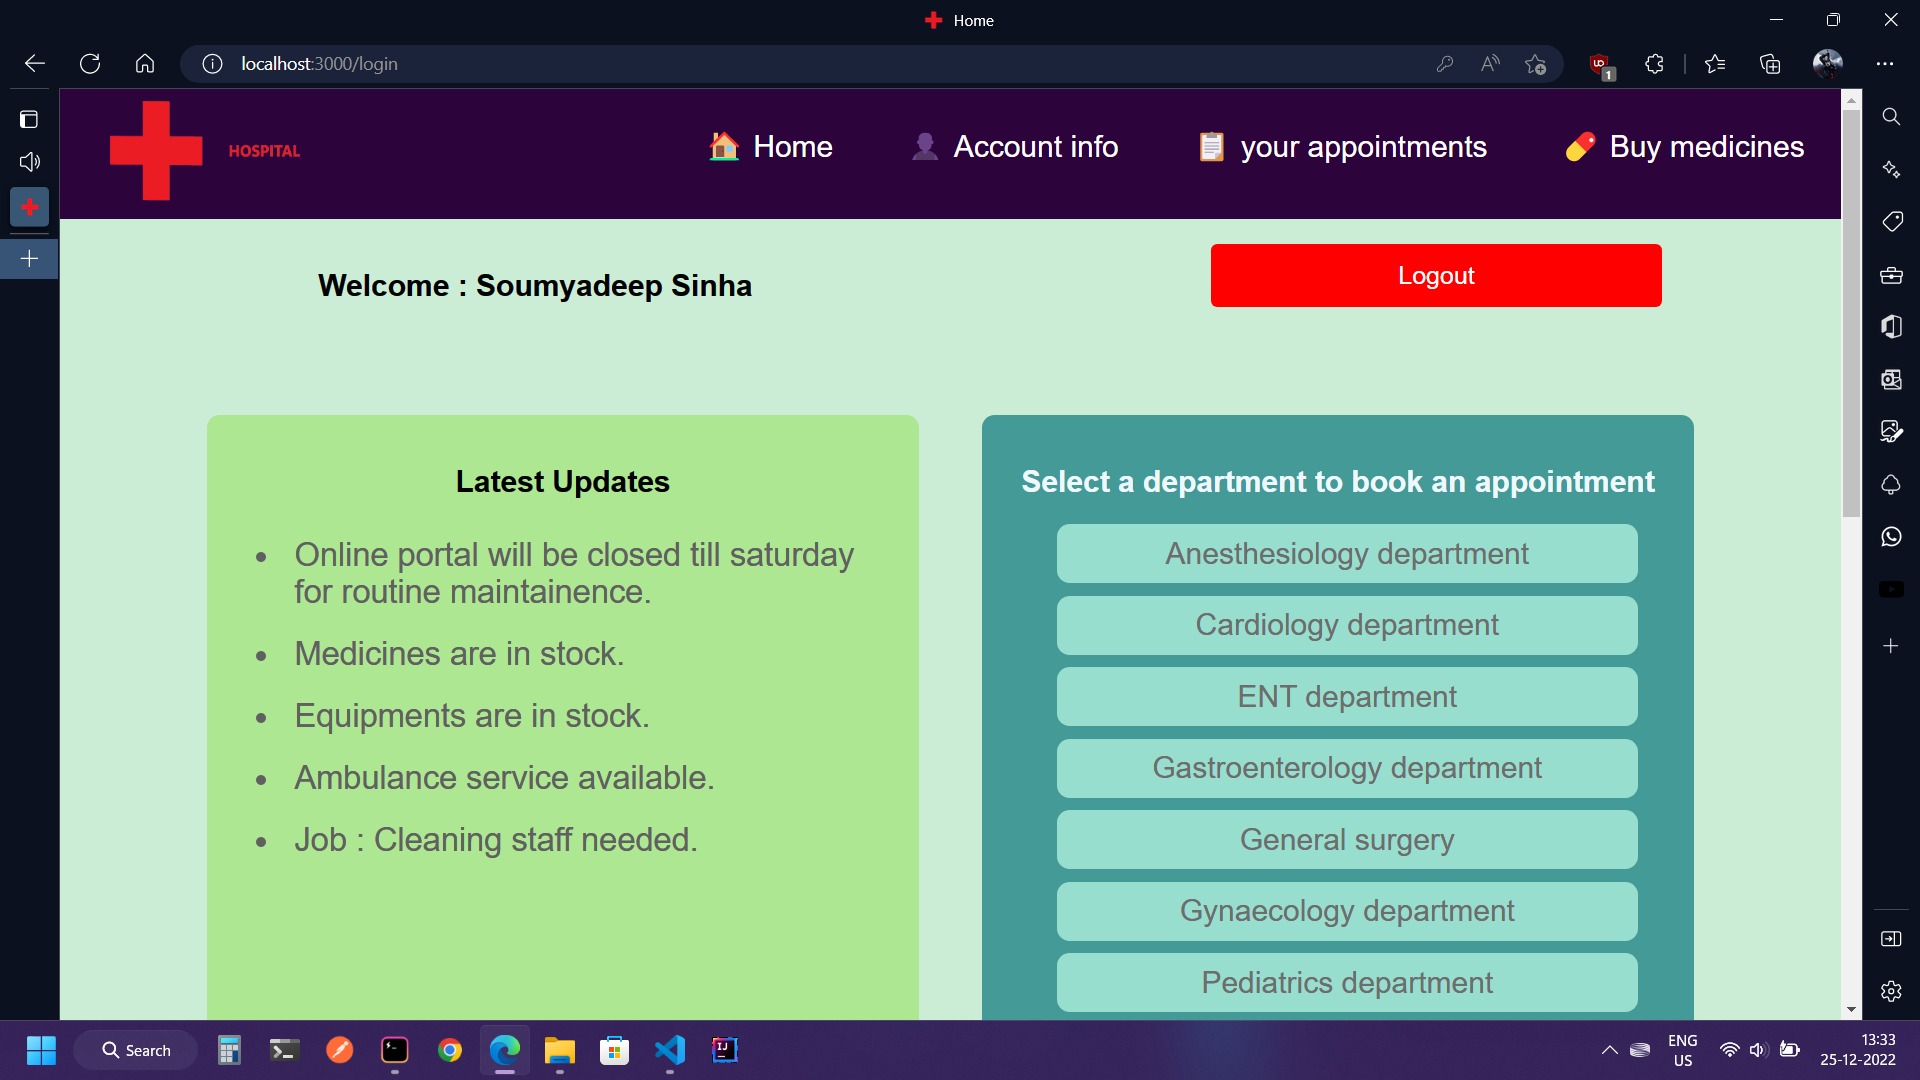 Home
localhost:3000/login
1
HOSPITAL
Home
Account info
your appointments
Buy medicines
Welcome : Soumyadeep Sinha
Logout
Latest Updates
Online portal will be closed till saturday
for routine maintainence.
Medicines are in stock.
Equipments are in stock.
Ambulance service available.
Job : Cleaning staff needed.
Select a department to book an appointment
Anesthesiology department
Cardiology department
ENT department
Gastroenterology department
General surgery
Gynaecology department
Pediatrics department
Search
ENG
US
13:33
25-12-2022